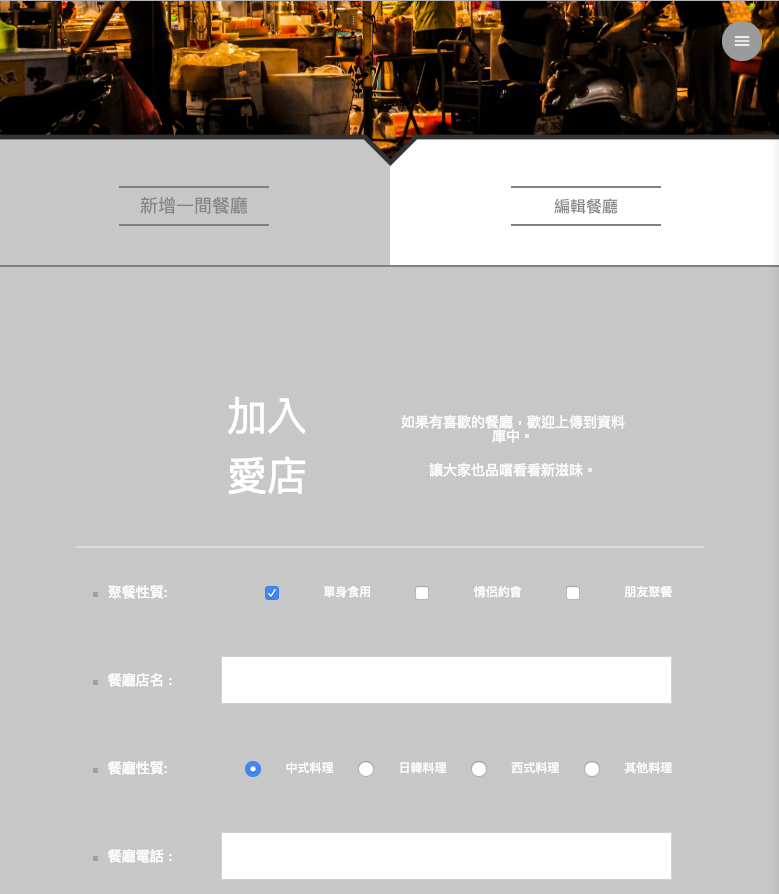 新增一間餐廳
編輯餐廳
加入
愛店
如果有喜歡的餐廳，歡迎上傳到資料
庫中。
讓大家也品嚐看看新滋味。
聚餐性質:
單身食用
情侶約會
朋友聚餐
餐廳店名：
餐廳性質:
中式料理
日韓料理
西式料理
其他料理
餐廳電話：